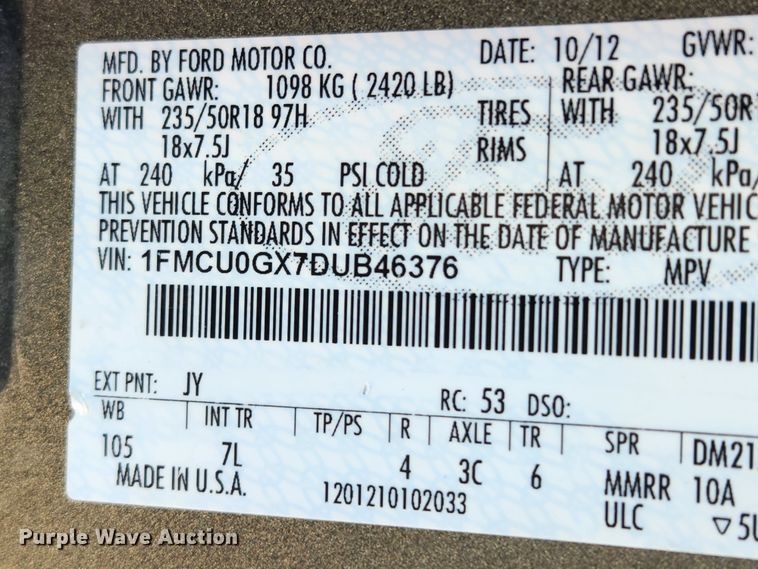 MFD. BY FORD MOTOR CO. DATE: 10/12 GVWR:
FRONT GAWR: 1098 KG ( 2420 LB) REAR GAWR:
WITH 235/50R18 97H TIRES WITH 235/50R
18x7.5J RIMS 18x7.5J
AT 240 kPa/ 35 PSI COLD AT 240 kPa/
THIS VEHICLE CONFORMS TO ALL APPLICABLE FEDERAL MOTOR VEHIC
PREVENTION STANDARDS IN EFFECT ON THE DATE OF MANUFACTURE
VIN: 1FMCU0GX7DUB46376 TYPE: MPV
EXT PNT: JY RC: 53 DSO:
WB INT TR TP/PS R AXLE TR SPR DM21
105 7L 4 3C 6 MMRR 10A
MADE IN U.S.A. 1201210102033 ULC ▽5U
Purple Wave Auction